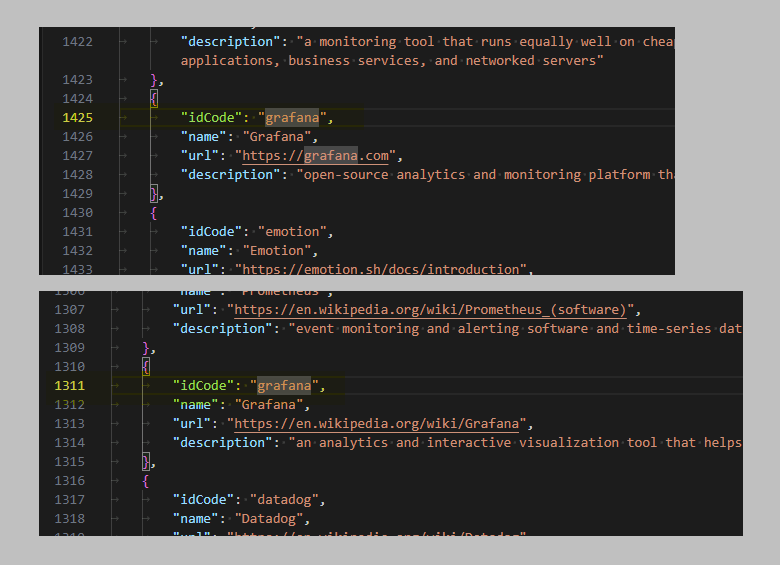 1422 "description": "a monitoring tool that runs equally well on cheap
applications, business services, and networked servers"
1423 },
1424 {
1425 "idCode": "grafana",
1426 "name": "Grafana",
1427 "url": "https://grafana.com",
1428 "description": "open-source analytics and monitoring platform tha
1429 },
1430 {
1431 "idCode": "emotion",
1432 "name": "Emotion",
1433 "url": "https://emotion.sh/docs/introduction",
1306 "name": "Prometheus",
1307 "url": "https://en.wikipedia.org/wiki/Prometheus_(software)",
1308 "description": "event monitoring and alerting software and time-series dat
1309 },
1310 {
1311 "idCode": "grafana",
1312 "name": "Grafana",
1313 "url": "https://en.wikipedia.org/wiki/Grafana",
1314 "description": "an analytics and interactive visualization tool that helps
1315 },
1316 {
1317 "idCode": "datadog",
1318 "name": "Datadog",
1319 "url": "https://en.wikipedia.org/wiki/Datadog"